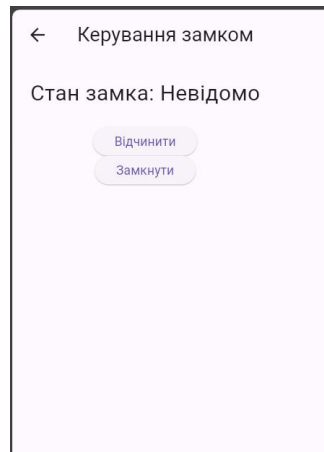 Керування замком
Стан замка: Невідомо
Відчинити
Замкнути